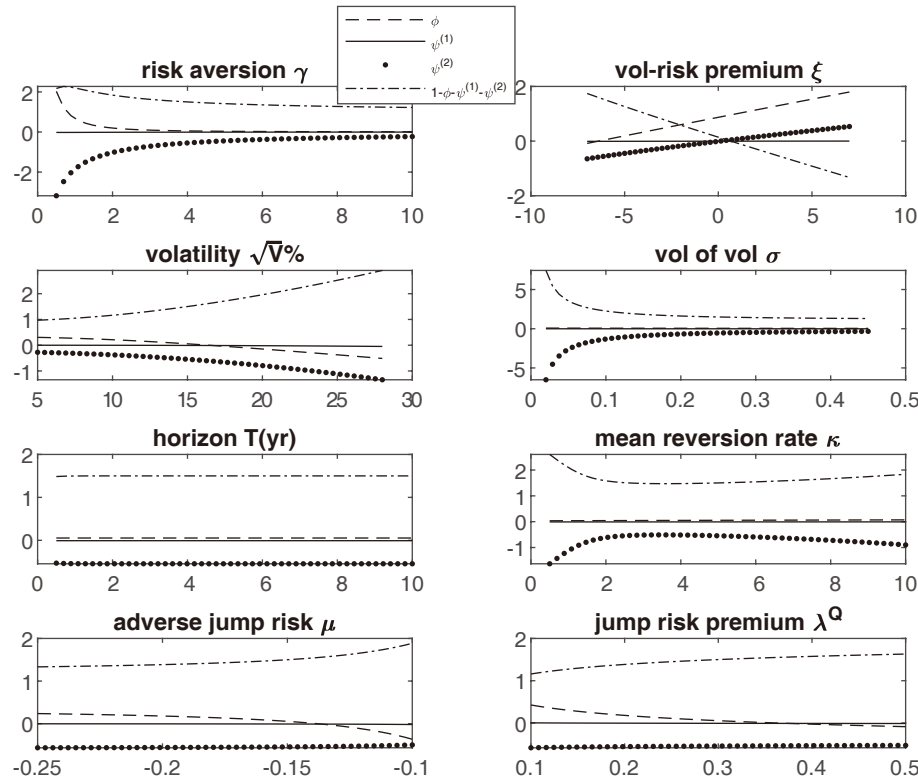 ϕ
ψ(1)
ψ(2)
1-ϕ-ψ(1)-ψ(2)
risk aversion γ
2
0
-2
0 2 4 6 8 10
vol-risk premium ξ
2
0
-2
-10 -5 0 5 10
volatility √V%
2
1
0
-1
5 10 15 20 25 30
vol of vol σ
5
0
-5
0 0.1 0.2 0.3 0.4 0.5
horizon T(yr)
2
1
0
0 2 4 6 8 10
mean reversion rate κ
2
1
0
-1
0 2 4 6 8 10
adverse jump risk μ
2
1
0
-0.25 -0.2 -0.15 -0.1
jump risk premium λQ
2
1
0
0.1 0.2 0.3 0.4 0.5